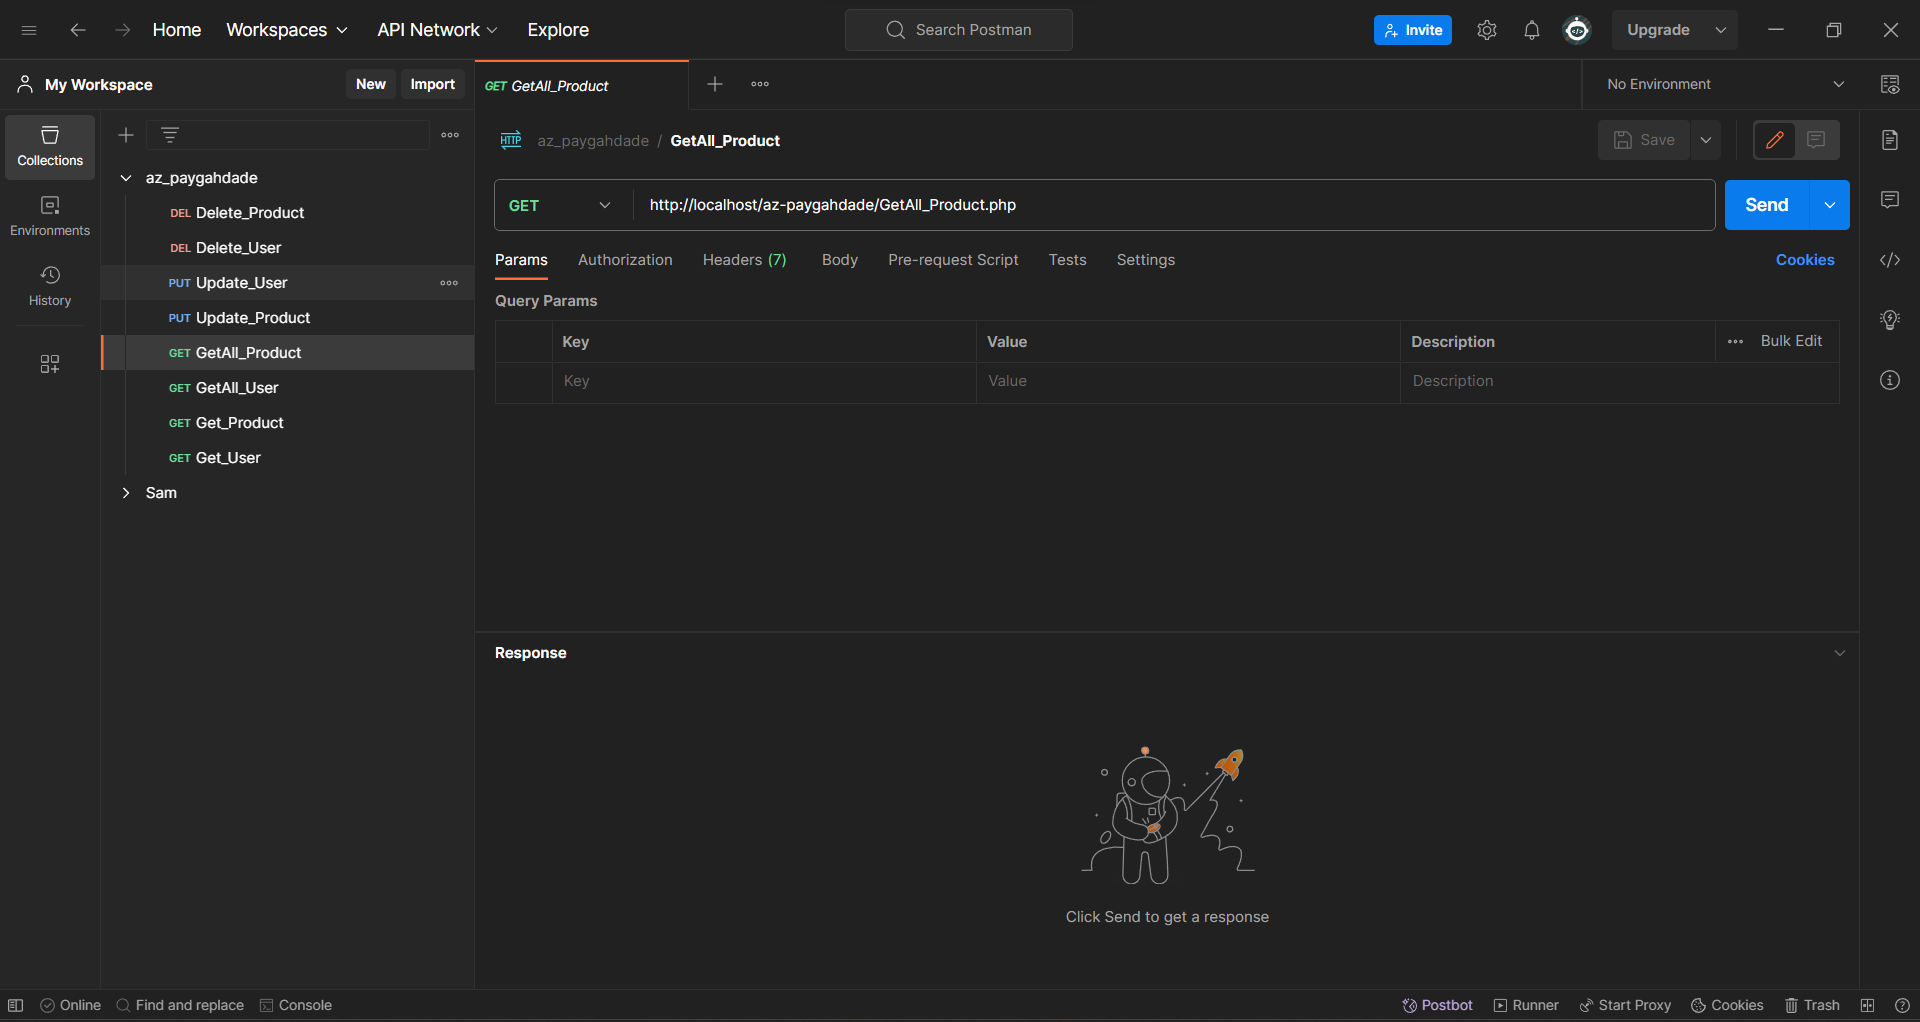 Home Workspaces API Network Explore Search Postman Invite Upgrade
My Workspace New Import GET GetAll_Product No Environment
HTTP az_paygahdade / GetAll_Product Save
Collections
Environments
History
az_paygahdade
DEL Delete_Product
DEL Delete_User
PUT Update_User
PUT Update_Product
GET GetAll_Product
GET GetAll_User
GET Get_Product
GET Get_User
Sam
GET http://localhost/az-paygahdade/GetAll_Product.php Send
Params Authorization Headers (7) Body Pre-request Script Tests Settings Cookies
Query Params
Key Value Description Bulk Edit
Key Value Description
Response
Click Send to get a response
Online Find and replace Console Postbot Runner Start Proxy Cookies Trash